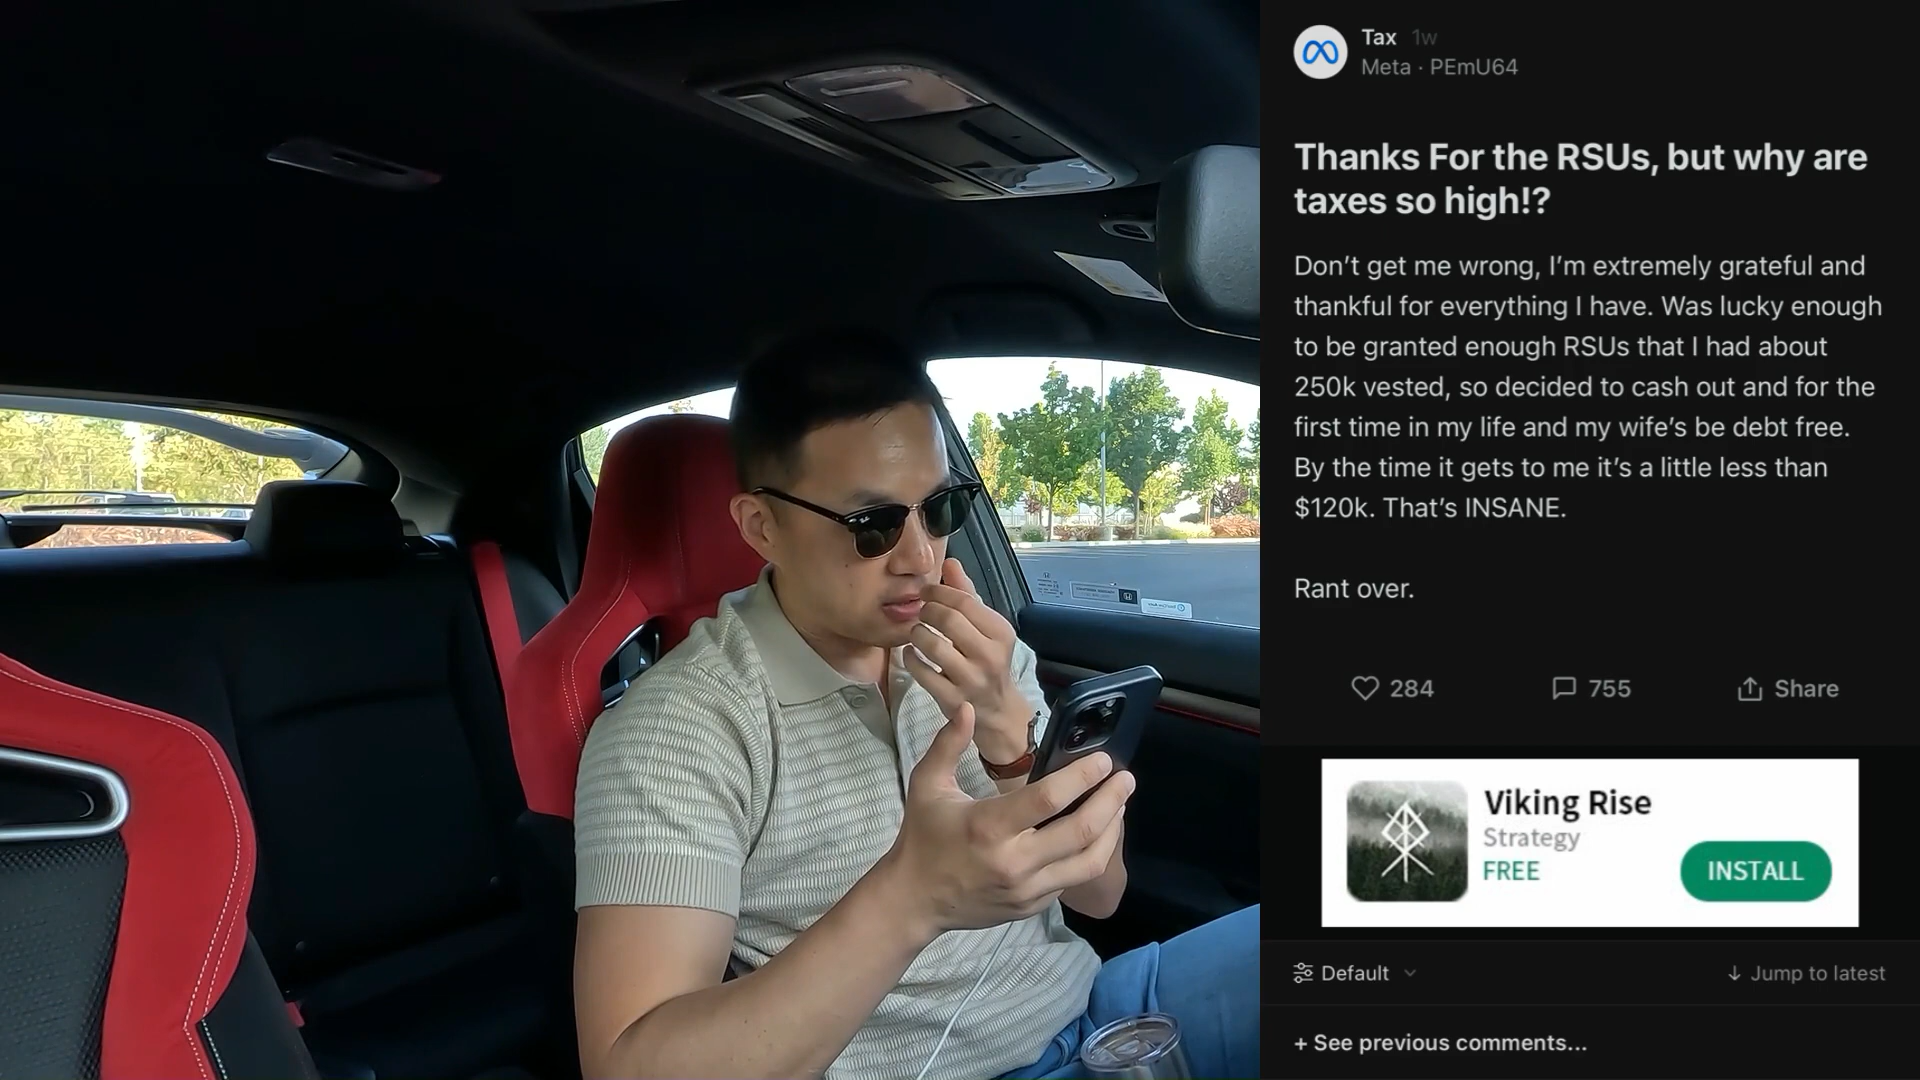 Tax 1w
Meta · PEmU64
Thanks For the RSUs, but why are
taxes so high!?
Don’t get me wrong, I’m extremely grateful and
thankful for everything I have. Was lucky enough
to be granted enough RSUs that I had about
250k vested, so decided to cash out and for the
first time in my life and my wife’s be debt free.
By the time it gets to me it’s a little less than
$120k. That’s INSANE.
Rant over.
284 755 Share
Viking Rise
Strategy
FREE
INSTALL
Default Jump to latest
+ See previous comments...